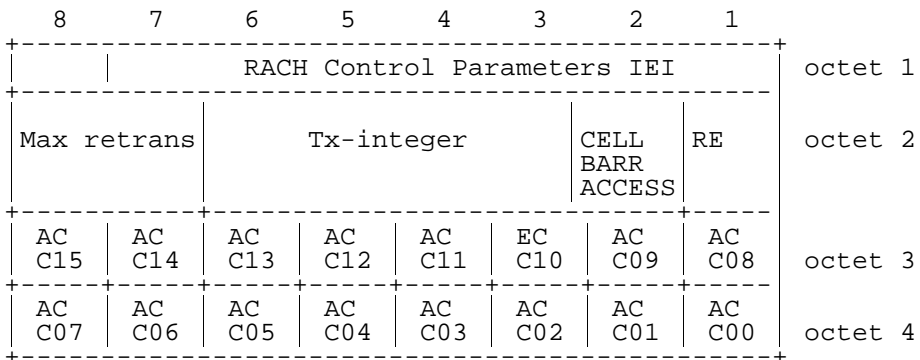 8 7 6 5 4 3 2 1
RACH Control Parameters IEI octet 1
Max retrans Tx-integer CELL RE octet 2
BARR
ACCESS
AC AC AC AC AC EC AC AC
C15 C14 C13 C12 C11 C10 C09 C08 octet 3
AC AC AC AC AC AC AC AC
C07 C06 C05 C04 C03 C02 C01 C00 octet 4